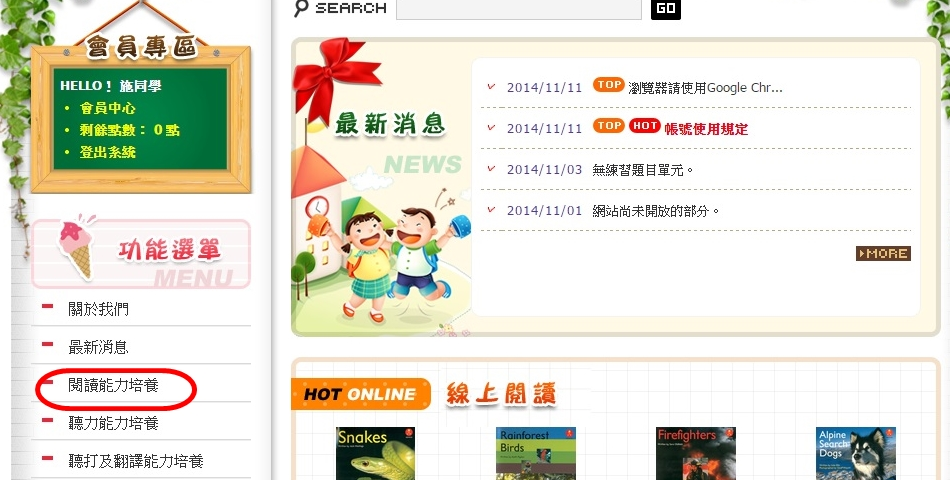 SEARCH
GO
會員專區
HELLO！ 施同學
會員中心
剩餘點數： 0 點
登出系統
功能選單
MENU
關於我們
最新消息
閱讀能力培養
聽力能力培養
聽打及翻譯能力培養
最新消息
NEWS
2014/11/11 TOP 瀏覽器請使用Google Chr...
2014/11/11 TOP HOT 帳號使用規定
2014/11/03 無練習題目單元。
2014/11/01 網站尚未開放的部分。
MORE
HOT ONLINE 線上閱讀
Snakes
Rainforest
Birds
Firefighters
Alpine
Search
Dogs